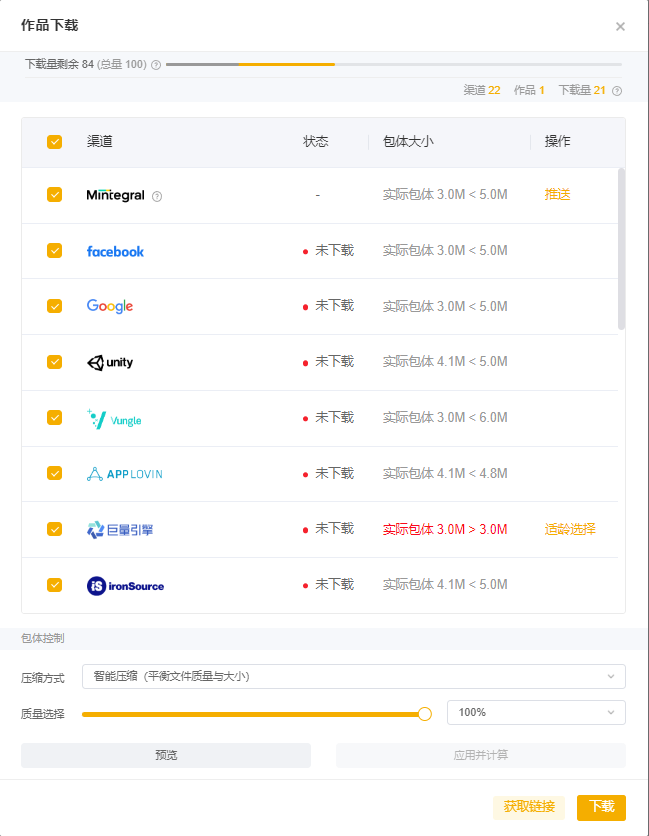 作品下载
下载量剩余 84 (总量 100) ?
渠道 22 作品 1 下载量 21 ?
渠道 状态 包体大小 操作
Mintegral ? - 实际包体 3.0M < 5.0M 推送
facebook 未下载 实际包体 3.0M < 5.0M
Google 未下载 实际包体 3.0M < 5.0M
unity 未下载 实际包体 4.1M < 5.0M
Vungle 未下载 实际包体 3.0M < 6.0M
APPLOVIN 未下载 实际包体 4.1M < 4.8M
巨量引擎 未下载 实际包体 3.0M > 3.0M 适龄选择
iS ironSource 未下载 实际包体 4.1M < 5.0M
包体控制
压缩方式 智能压缩（平衡文件质量与大小）
质量选择 100%
预览 应用并计算
获取链接 下载